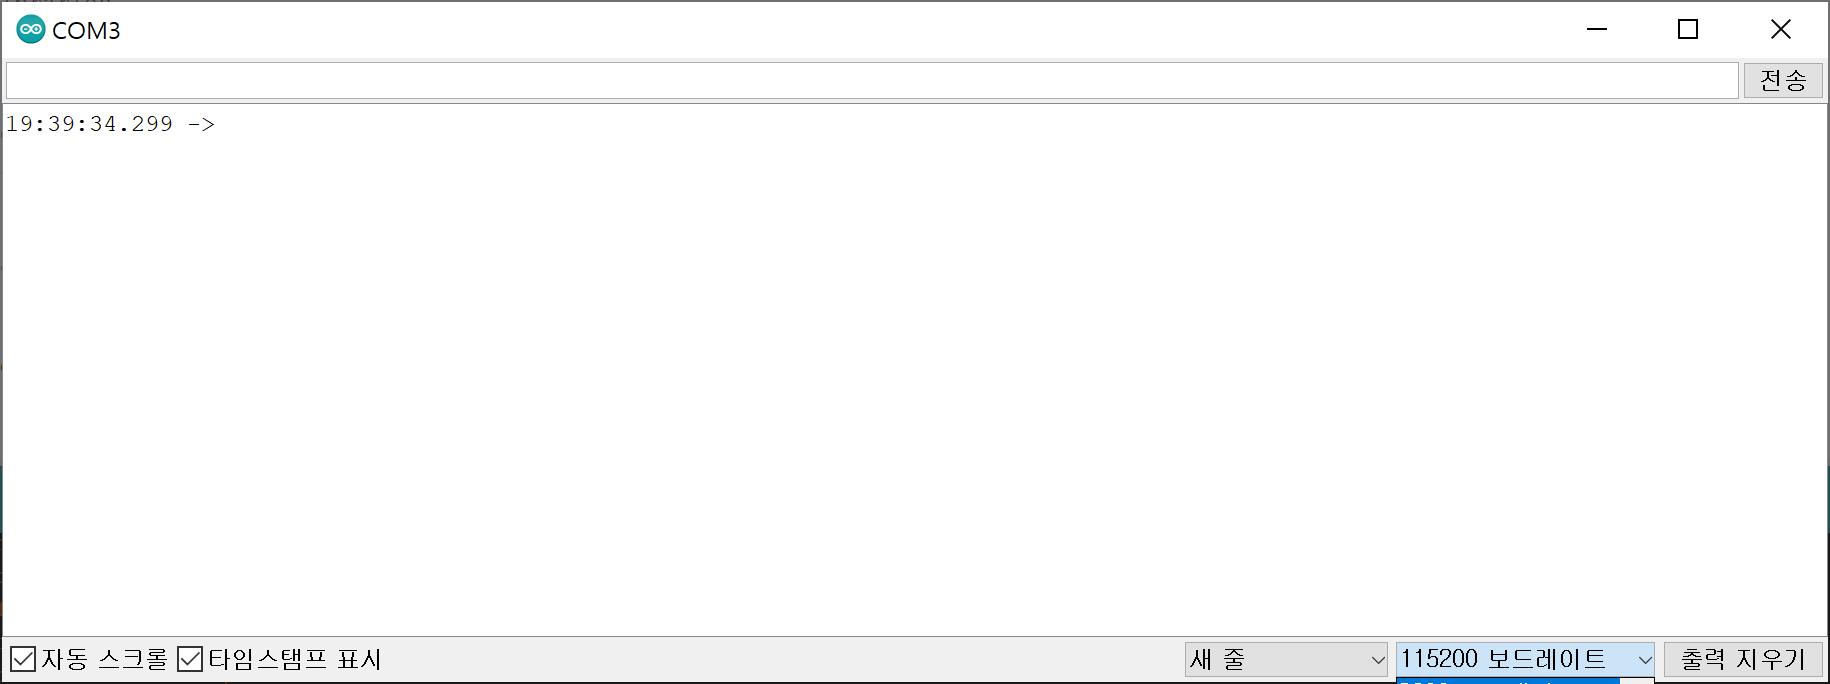 COM3
전송
19:39:34.299 ->
자동 스크롤 타임스탬프 표시 새 줄 115200 보드레이트 출력 지우기